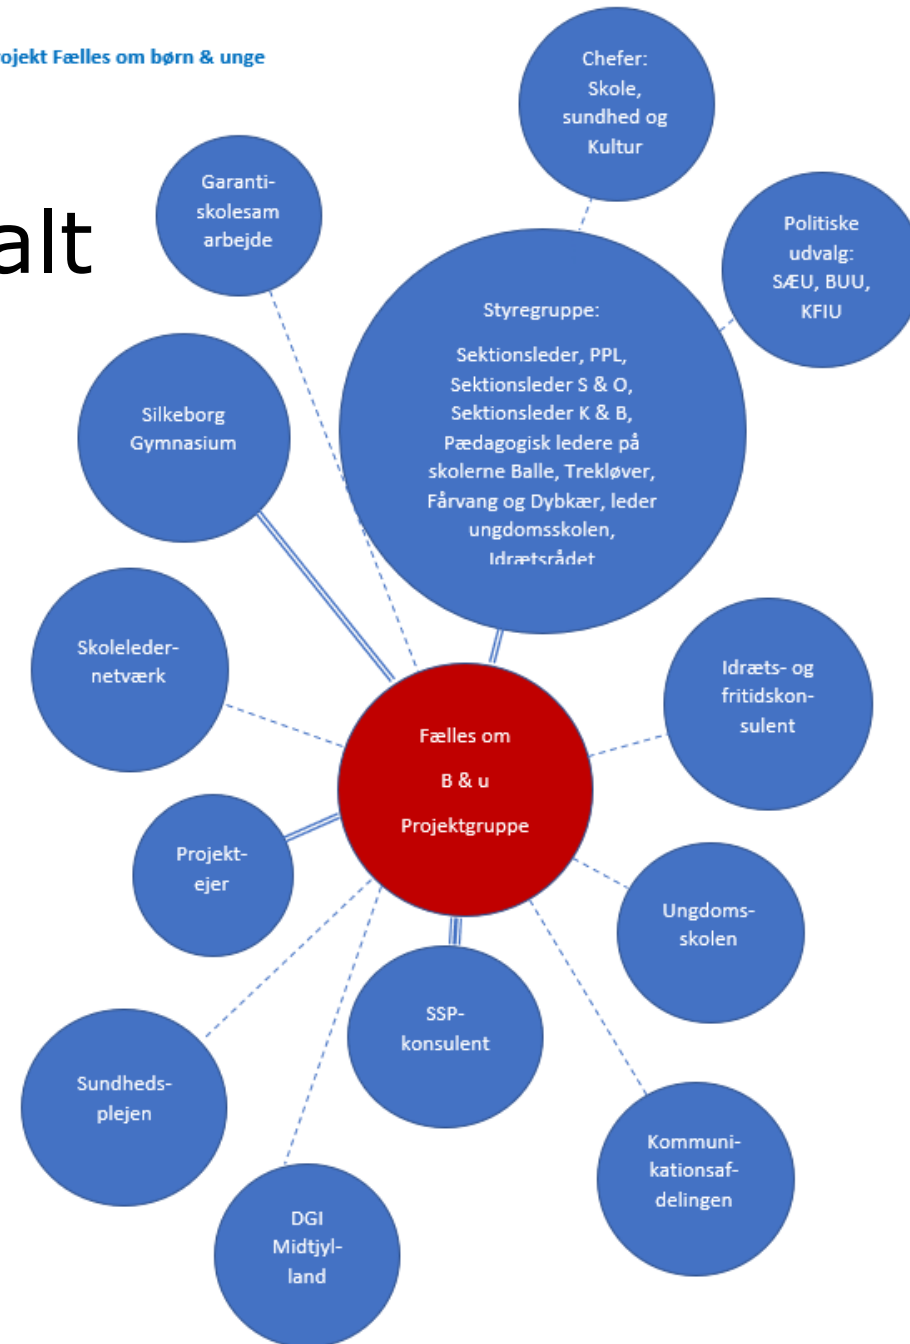 rojekt Fælles om børn & unge
alt
Chefer:
Skole,
sundhed og
Kultur
Garanti-
skolesam
arbejde
Politiske
udvalg:
SÆU, BUU,
KFIU
Styregruppe:
Sektionsleder, PPL,
Sektionsleder S & O,
Sektionsleder K & B,
Pædagogisk ledere på
skolerne Balle, Trekløver,
Fårvang og Dybkær, leder
ungdomsskolen,
Idrætsrådet
Silkeborg
Gymnasium
Skoleleder-
netværk
Idræts- og
fritidskon-
sulent
Fælles om
B & u
Projektgruppe
Projekt-
ejer
Ungdoms-
skolen
SSP-
konsulent
Sundheds-
plejen
Kommuni-
kationsaf-
delingen
DGI
Midtjyl-
land